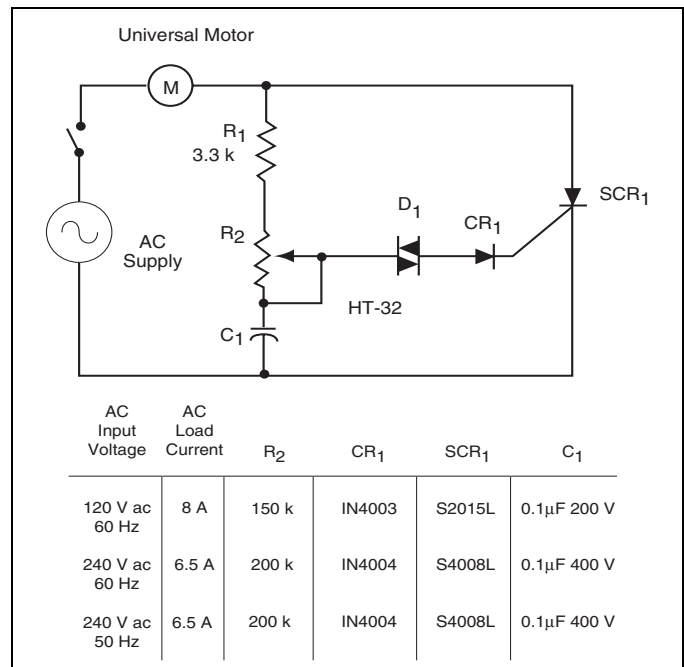 Universal Motor
M
R1
3.3 k
SCR1
D1
CR1
R2
AC
Supply
HT-32
C1
AC
Input
Voltage
AC
Load
Current
R2
CR1
SCR1
C1
120 V ac
60 Hz
8 A
150 k
IN4003
S2015L
0.1µF 200 V
240 V ac
60 Hz
6.5 A
200 k
IN4004
S4008L
0.1µF 400 V
240 V ac
50 Hz
6.5 A
200 k
IN4004
S4008L
0.1µF 400 V